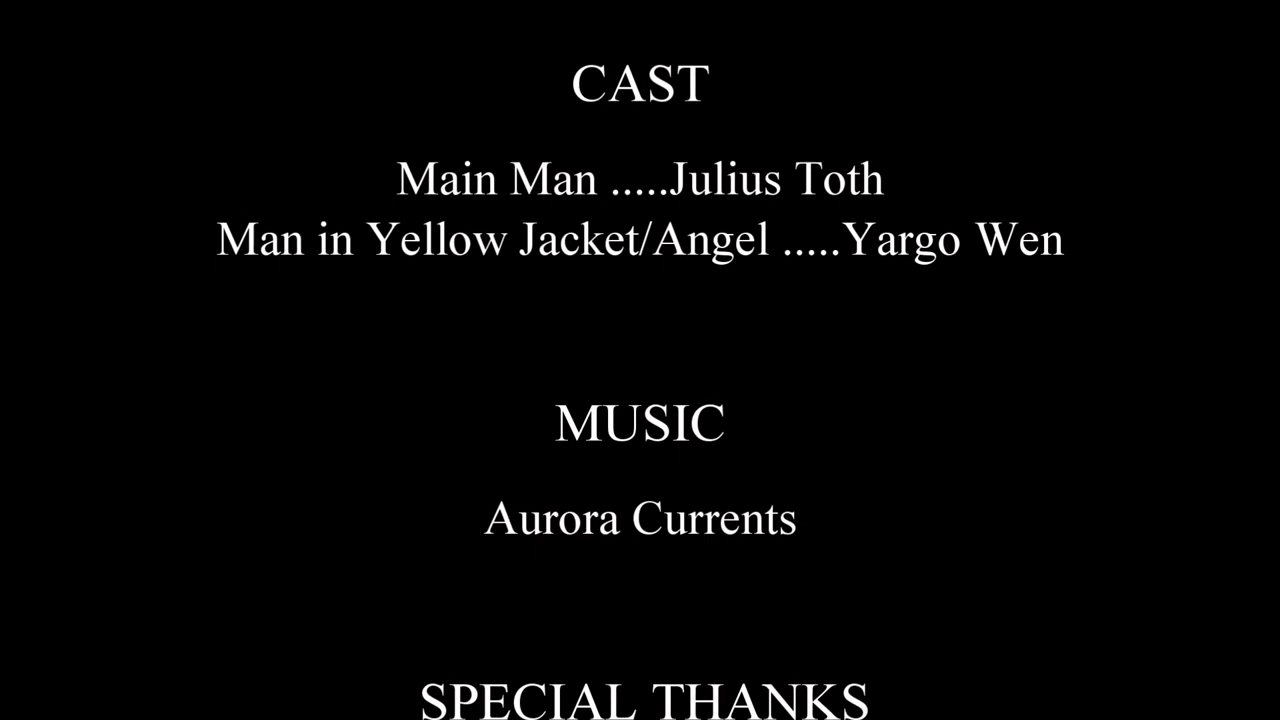 CAST
Main Man .....Julius Toth
Man in Yellow Jacket/Angel .....Yargo Wen
MUSIC
Aurora Currents
SPECIAL THANKS